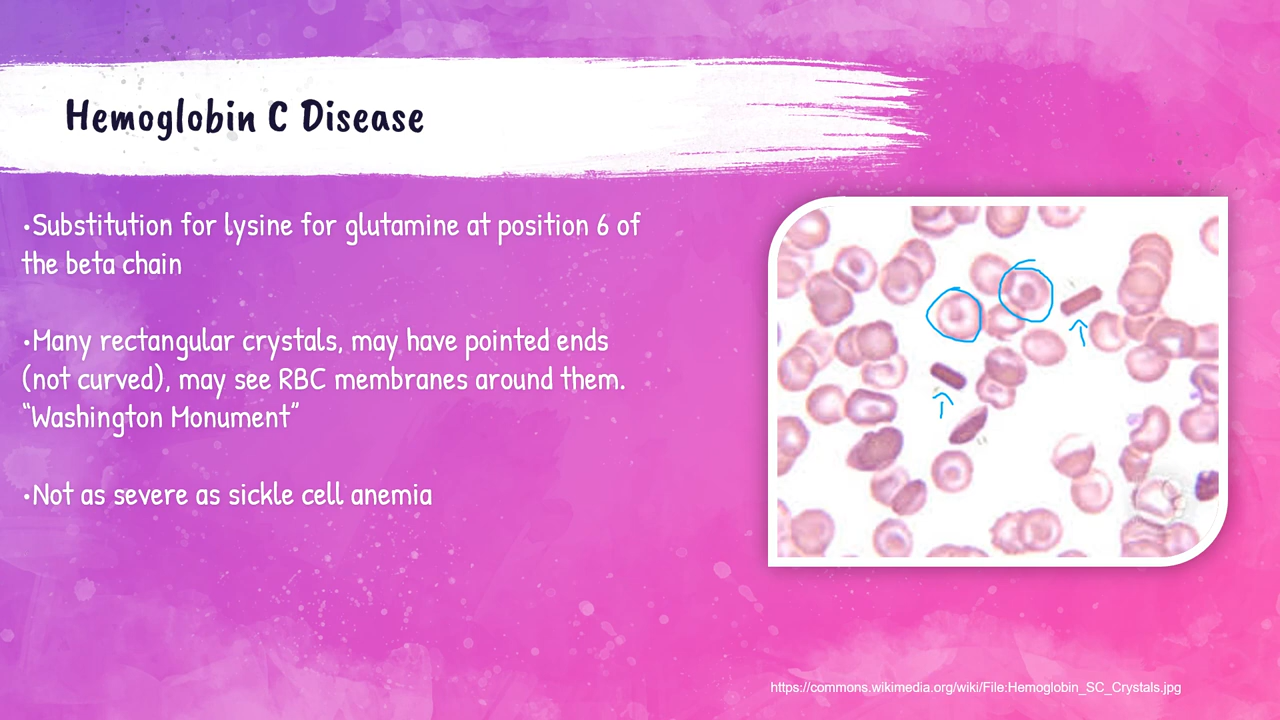 Hemoglobin C Disease
•Substitution for lysine for glutamine at position 6 of
the beta chain
•Many rectangular crystals, may have pointed ends
(not curved), may see RBC membranes around them.
“Washington Monument”
•Not as severe as sickle cell anemia
https://commons.wikimedia.org/wiki/File:Hemoglobin_SC_Crystals.jpg